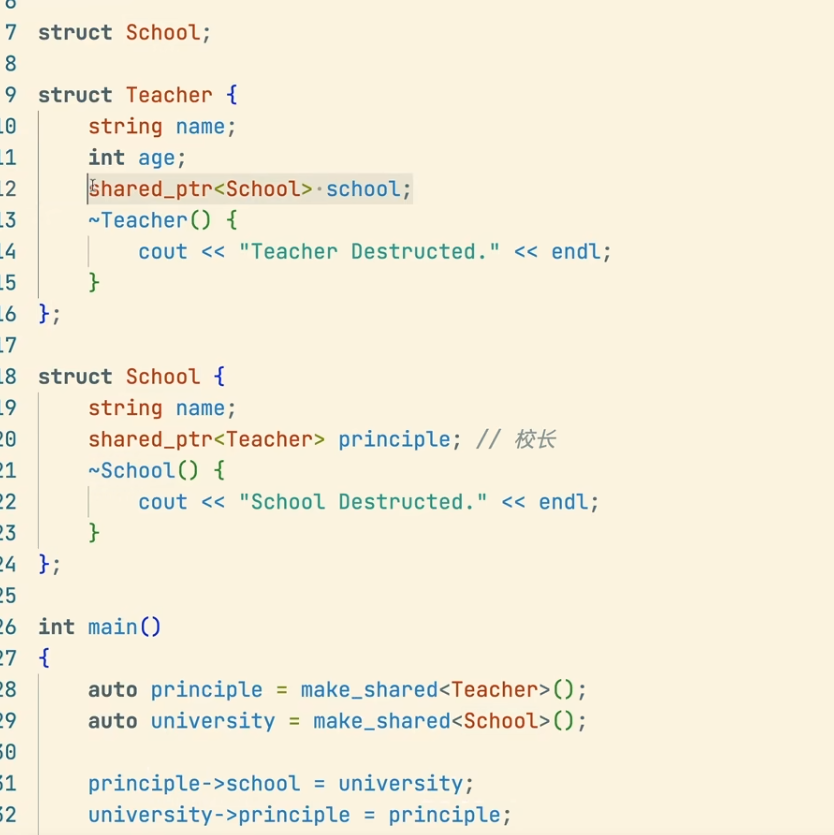 6
7 struct School;
8
9 struct Teacher {
10 string name;
11 int age;
12 shared_ptr<School> school;
13 ~Teacher() {
14 cout << "Teacher Destructed." << endl;
15 }
16 };
17
18 struct School {
19 string name;
20 shared_ptr<Teacher> principle; // 校长
21 ~School() {
22 cout << "School Destructed." << endl;
23 }
24 };
25
26 int main()
27 {
28 auto principle = make_shared<Teacher>();
29 auto university = make_shared<School>();
30
31 principle->school = university;
32 university->principle = principle;